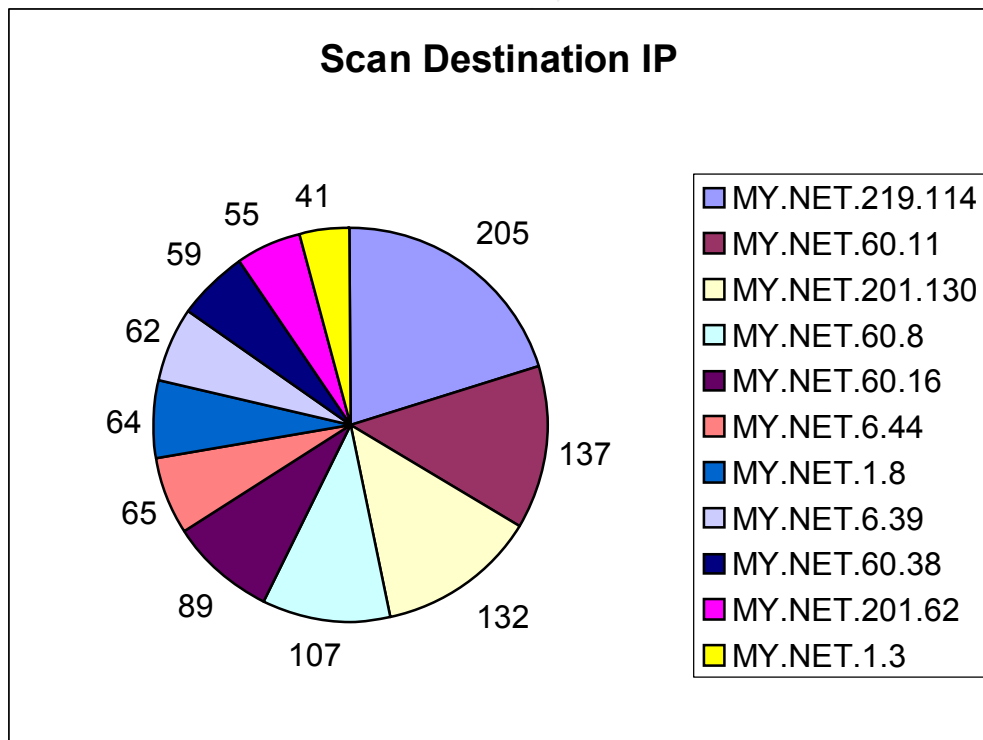 Scan Destination IP
41
55
205
59
62
64
137
65
89
132
107
MY.NET.219.114
MY.NET.60.11
MY.NET.201.130
MY.NET.60.8
MY.NET.60.16
MY.NET.6.44
MY.NET.1.8
MY.NET.6.39
MY.NET.60.38
MY.NET.201.62
MY.NET.1.3